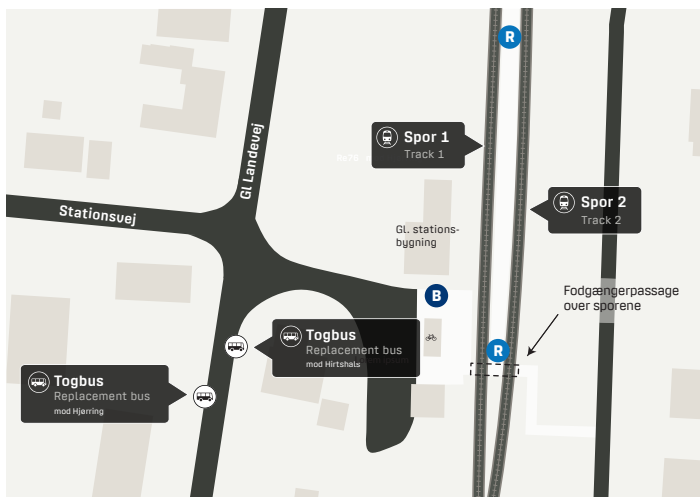 R
Spor 1
Track 1
Gl Landevej
Spor 2
Track 2
Stationsvej
Gl. stations-
bygning
B
Fodgængerpassage
over sporene
Togbus
Replacement bus
mod Hirtshals
R
Togbus
Replacement bus
mod Hjørring